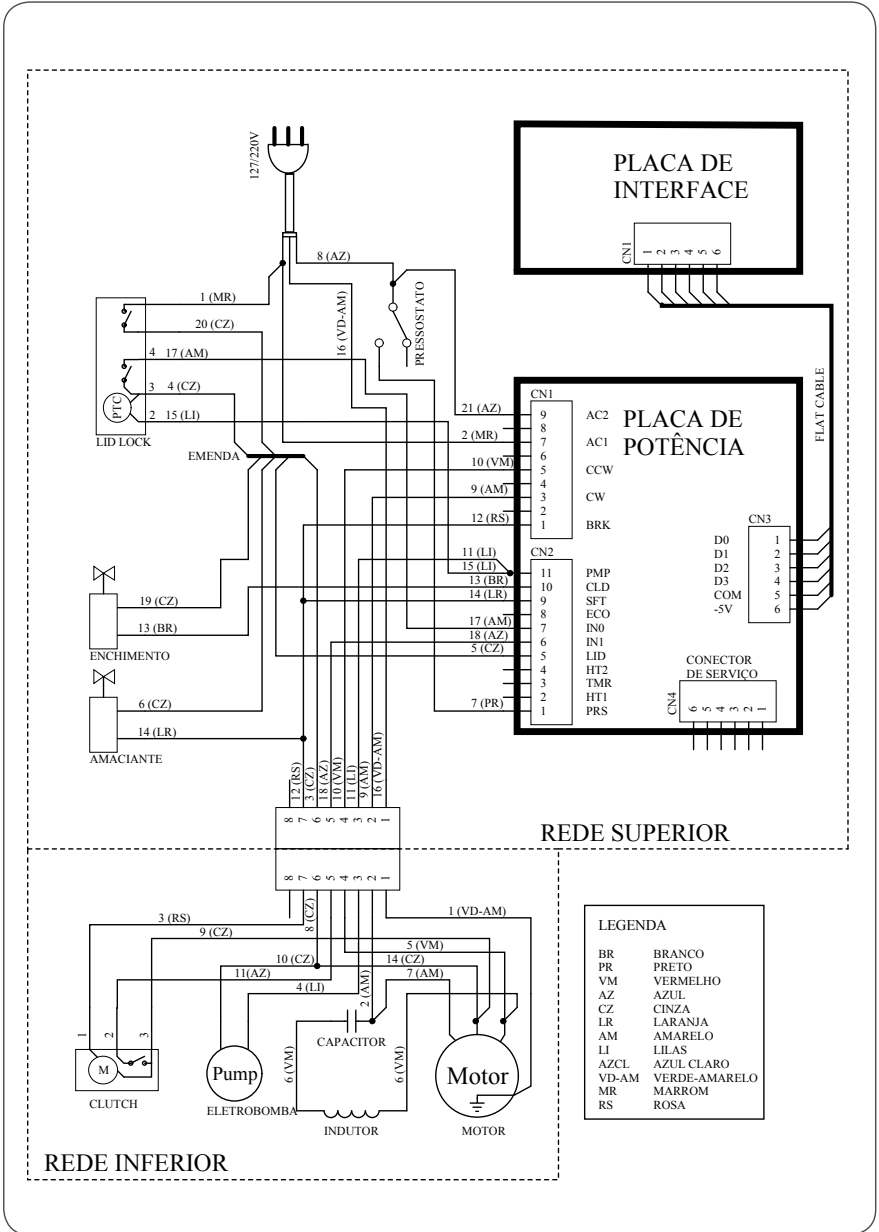 127/220V
PLACA DE
INTERFACE
CN1
1 2 3 4 5 6
8 (AZ)
1 (MR)
20 (CZ)
16 (VD-AM)
PRESSOSTATO
4 17 (AM)
3 4 (CZ)
PTC
2 15 (LI)
LID LOCK
EMENDA
FLAT CABLE
PLACA DE
POTÊNCIA
CN1
21 (AZ) 9 AC2
8
2 (MR) 7 AC1
6
10 (VM) 5 CCW
4
9 (AM) 3 CW
2
12 (RS) 1 BRK
CN2
11 (LI)
15 (LI) 11 PMP
13 (BR) 10 CLD
14 (LR) 9 SFT
8 ECO
17 (AM) 7 IN0
18 (AZ) 6 IN1
5 (CZ) 5 LID
4 HT2
3 TMR
2 HT1
7 (PR) 1 PRS
CN3
D0 1
D1 2
D2 3
D3 4
COM 5
-5V 6
CONECTOR
DE SERVIÇO
CN4
6 5 4 3 2 1
19 (CZ)
13 (BR)
ENCHIMENTO
6 (CZ)
14 (LR)
AMACIANTE
12 (RS)
3 (CZ)
18 (AZ)
10 (VM)
11 (LI)
9 (AM)
16 (VD-AM)
8 7 6 5 4 3 2 1
REDE SUPERIOR
8 7 6 5 4 3 2 1
3 (RS)
8 (CZ)
1 (VD-AM)
9 (CZ)
5 (VM)
10 (CZ)
14 (CZ)
11(AZ)
7 (AM)
4 (LI)
2 (AM)
1 2 3
M
CLUTCH
Pump
ELETROBOMBA
CAPACITOR
6 (VM)
6 (VM)
INDUTOR
Motor
MOTOR
REDE INFERIOR
LEGENDA
BR BRANCO
PR PRETO
VM VERMELHO
AZ AZUL
CZ CINZA
LR LARANJA
AM AMARELO
LI LILAS
AZCL AZUL CLARO
VD-AM VERDE-AMARELO
MR MARROM
RS ROSA